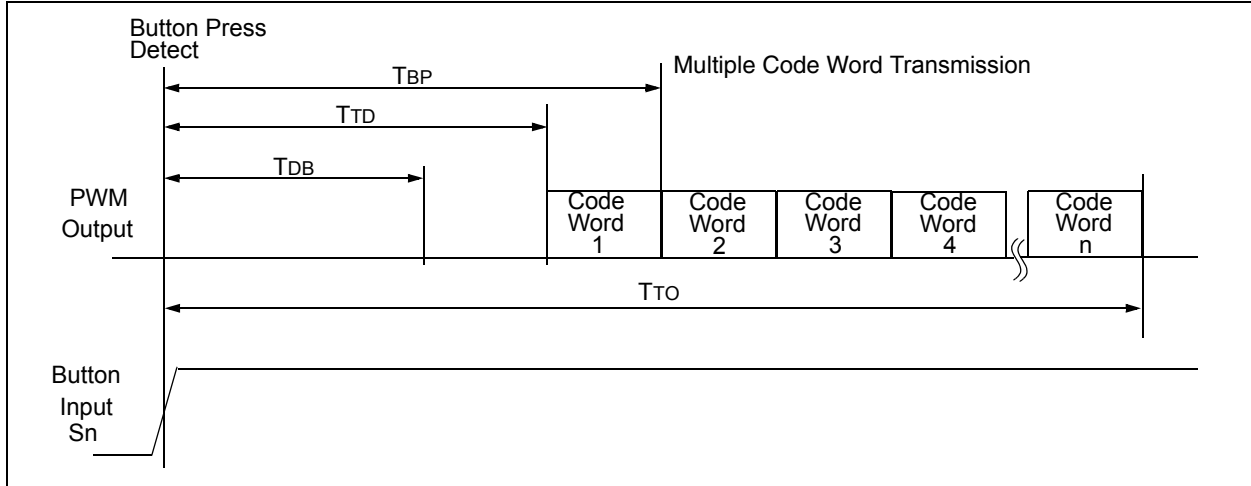 Button Press
Detect
TBP
Multiple Code Word Transmission
TTD
TDB
PWM
Output
Code
Word
1
Code
Word
2
Code
Word
3
Code
Word
4
Code
Word
n
TTO
Button
Input
Sn